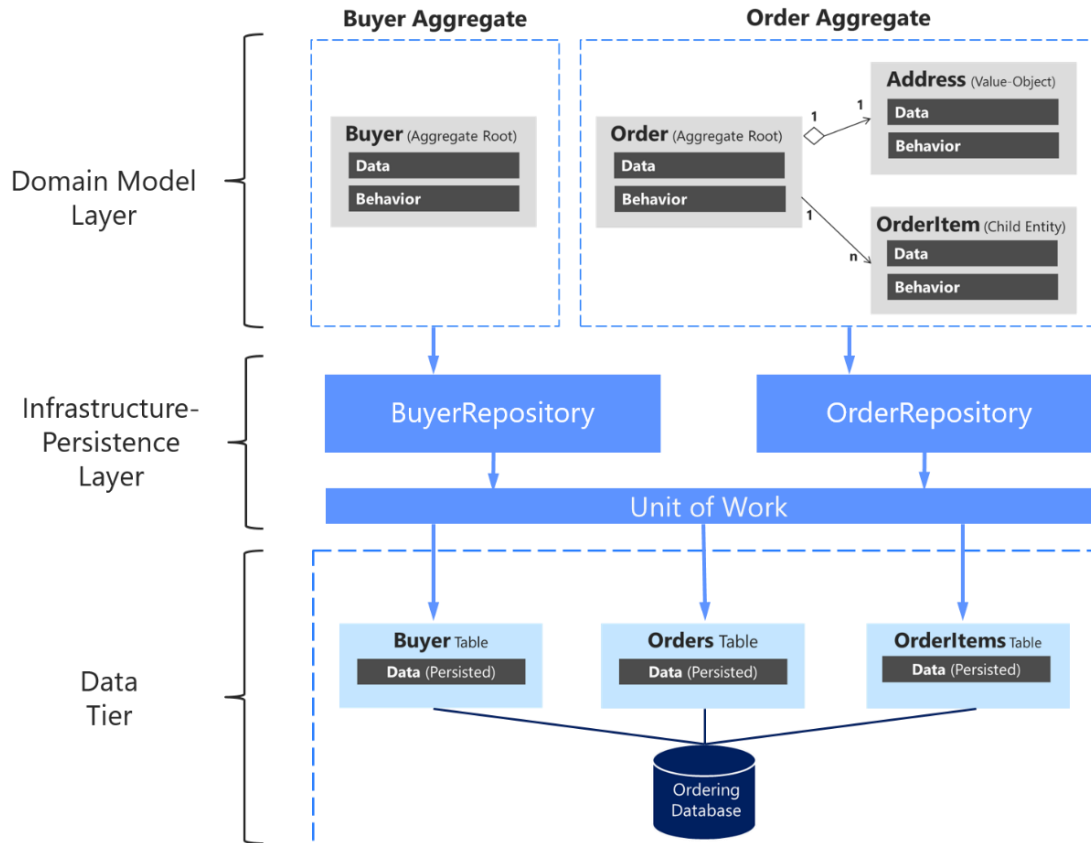 Buyer Aggregate
Order Aggregate
Domain Model
Layer
Buyer (Aggregate Root)
Data
Behavior
Order (Aggregate Root)
Data
Behavior
1
1
Address (Value-Object)
Data
Behavior
1
n
OrderItem (Child Entity)
Data
Behavior
Infrastructure-
Persistence
Layer
BuyerRepository
OrderRepository
Unit of Work
Data
Tier
Buyer Table
Data (Persisted)
Orders Table
Data (Persisted)
OrderItems Table
Data (Persisted)
Ordering
Database